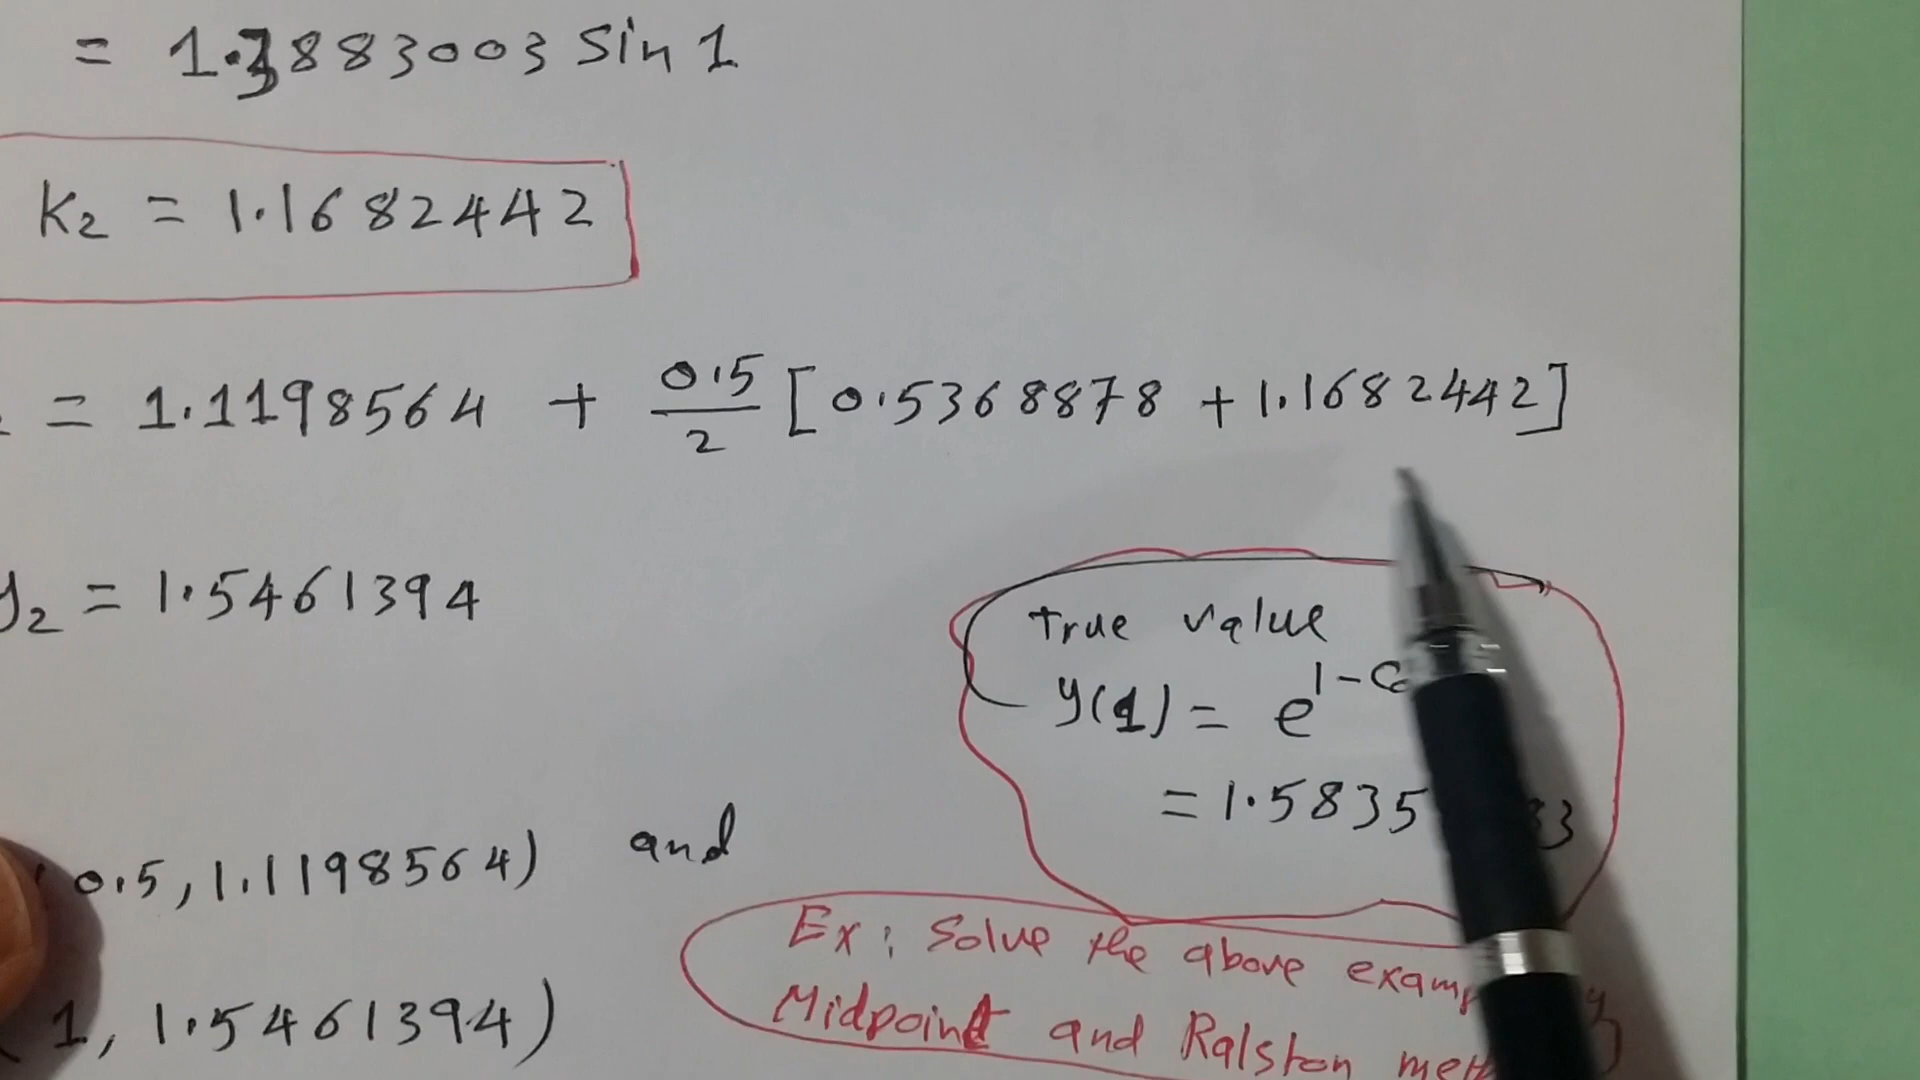 = 1.3883003 Sin 1
K2 = 1.1682442
= 1.1198564 + 0.5/2 [0.5368878 + 1.1682442]
y2 = 1.5461394
True value
y(1) = e^1-
= 1.5835
0.5, 1.1198564) and
1, 1.5461394)
Ex: Solve the above
Midpoint and Ralston